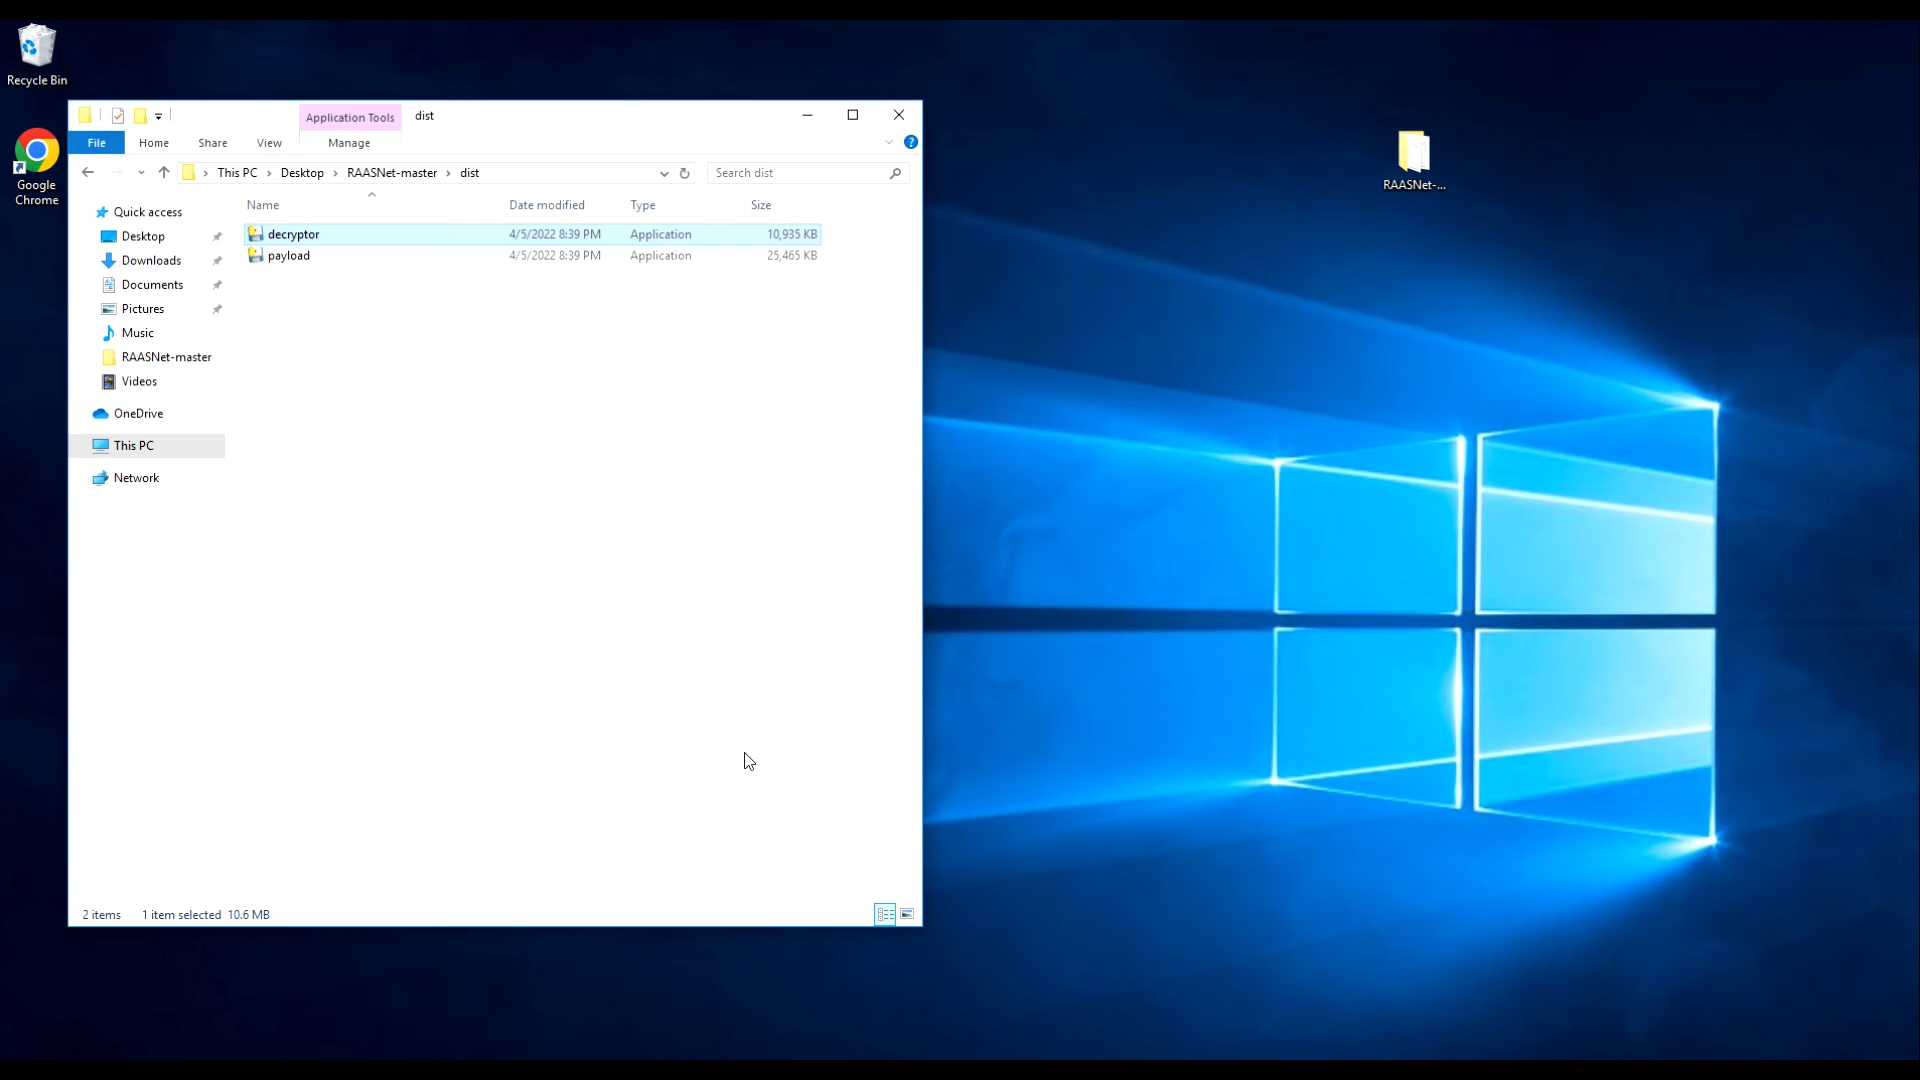 Recycle Bin
Google
Chrome
RAASNet-...
Application Tools
dist
File
Home
Share
View
Manage
This PC
Desktop
RAASNet-master
dist
Search dist
Name
Date modified
Type
Size
decryptor
4/5/2022 8:39 PM
Application
10,935 KB
payload
4/5/2022 8:39 PM
Application
25,465 KB
Quick access
Desktop
Downloads
Documents
Pictures
Music
RAASNet-master
Videos
OneDrive
This PC
Network
2 items
1 item selected 10.6 MB